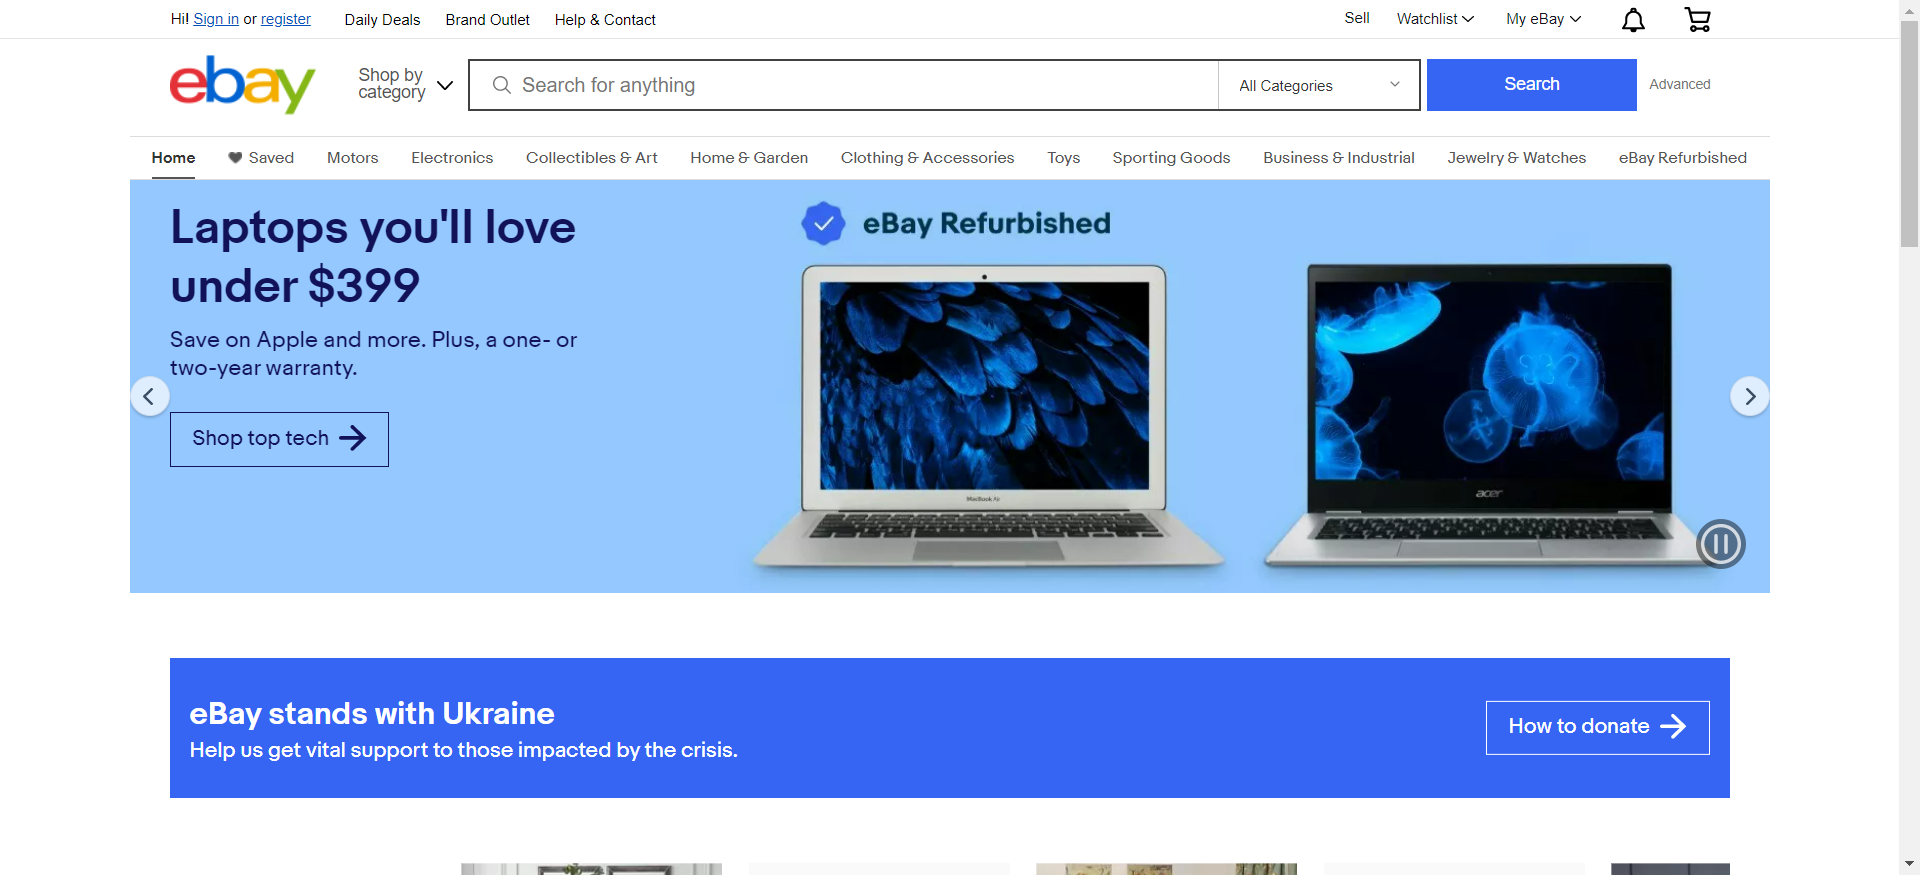 Hi! Sign in or register Daily Deals Brand Outlet Help & Contact Sell Watchlist My eBay
ebay Shop by category Search for anything All Categories Search Advanced
Home Saved Motors Electronics Collectibles & Art Home & Garden Clothing & Accessories Toys Sporting Goods Business & Industrial Jewelry & Watches eBay Refurbished
Laptops you'll love
under $399
Save on Apple and more. Plus, a one- or
two-year warranty.
Shop top tech
eBay Refurbished
MacBook Air
acer
eBay stands with Ukraine
Help us get vital support to those impacted by the crisis.
How to donate